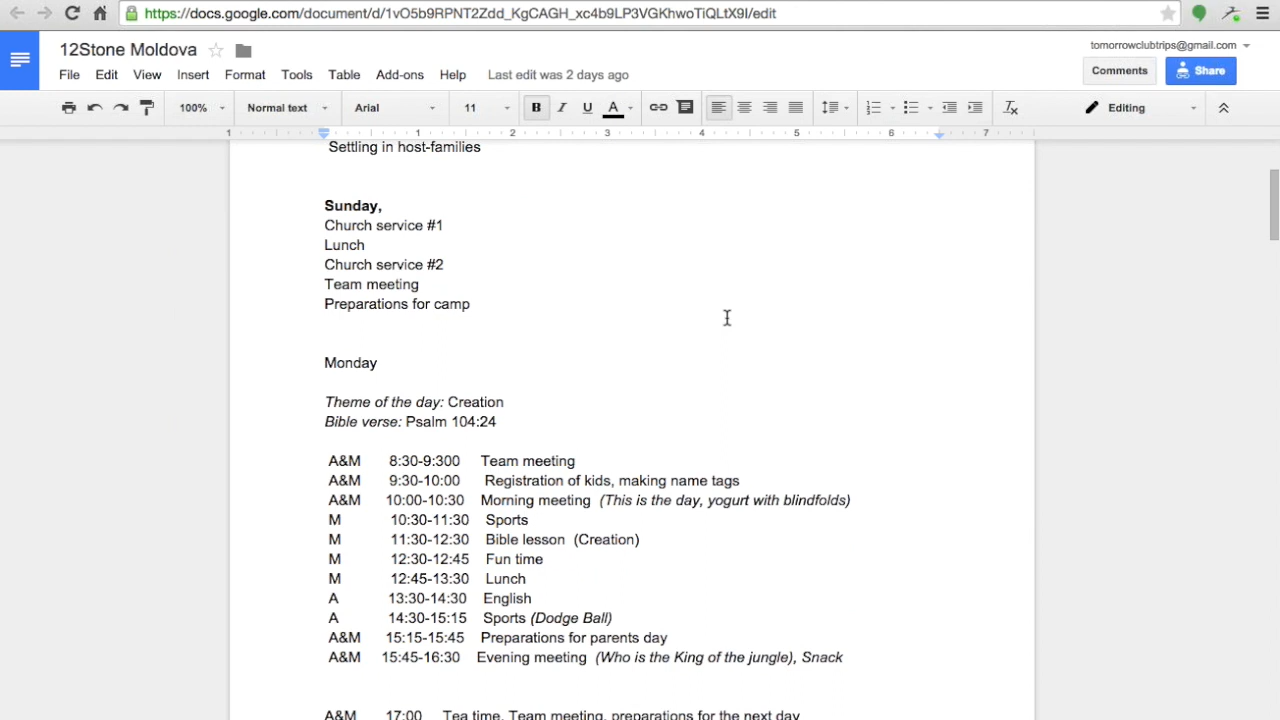 https://docs.google.com/document/d/1vO5b9RPNT2Zdd_KgCAGH_xc4b9LP3VGKhwoTiQLtX9I/edit
12Stone Moldova
tomorrowclubtrips@gmail.com
File Edit View Insert Format Tools Table Add-ons Help Last edit was 2 days ago
Comments Share
100% Normal text Arial 11 B I U A Editing
1 1 2 3 4 5 6 7
Settling in host-families
Sunday,
Church service #1
Lunch
Church service #2
Team meeting
Preparations for camp
Monday
Theme of the day: Creation
Bible verse: Psalm 104:24
A&M 8:30-9:300 Team meeting
A&M 9:30-10:00 Registration of kids, making name tags
A&M 10:00-10:30 Morning meeting (This is the day, yogurt with blindfolds)
M 10:30-11:30 Sports
M 11:30-12:30 Bible lesson (Creation)
M 12:30-12:45 Fun time
M 12:45-13:30 Lunch
A 13:30-14:30 English
A 14:30-15:15 Sports (Dodge Ball)
A&M 15:15-15:45 Preparations for parents day
A&M 15:45-16:30 Evening meeting (Who is the King of the jungle), Snack
A&M 17:00 Tea time, Team meeting, preparations for the next day